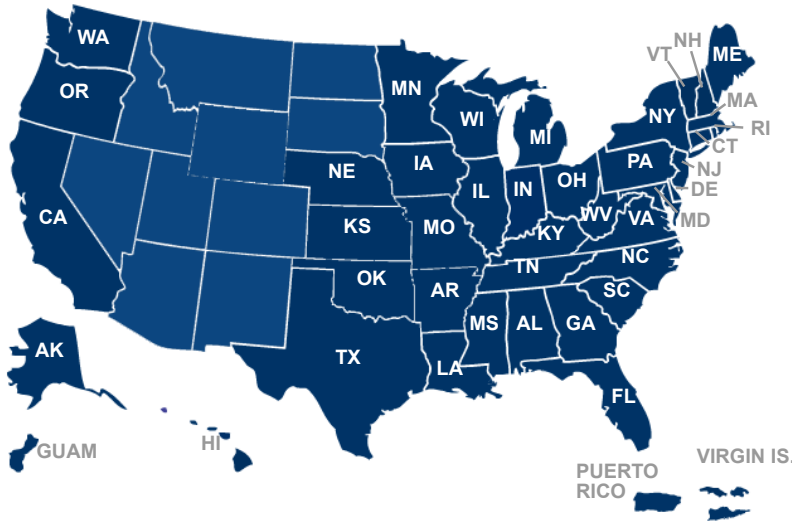 WA
OR
CA
MN
WI
MI
NE
IA
IL
IN
OH
KS
MO
KY
WV
VA
OK
AR
TN
NC
SC
TX
LA
MS
AL
GA
FL
PA
NY
VT
NH
ME
MA
RI
CT
NJ
DE
MD
AK
HI
GUAM
PUERTO
RICO
VIRGIN IS.